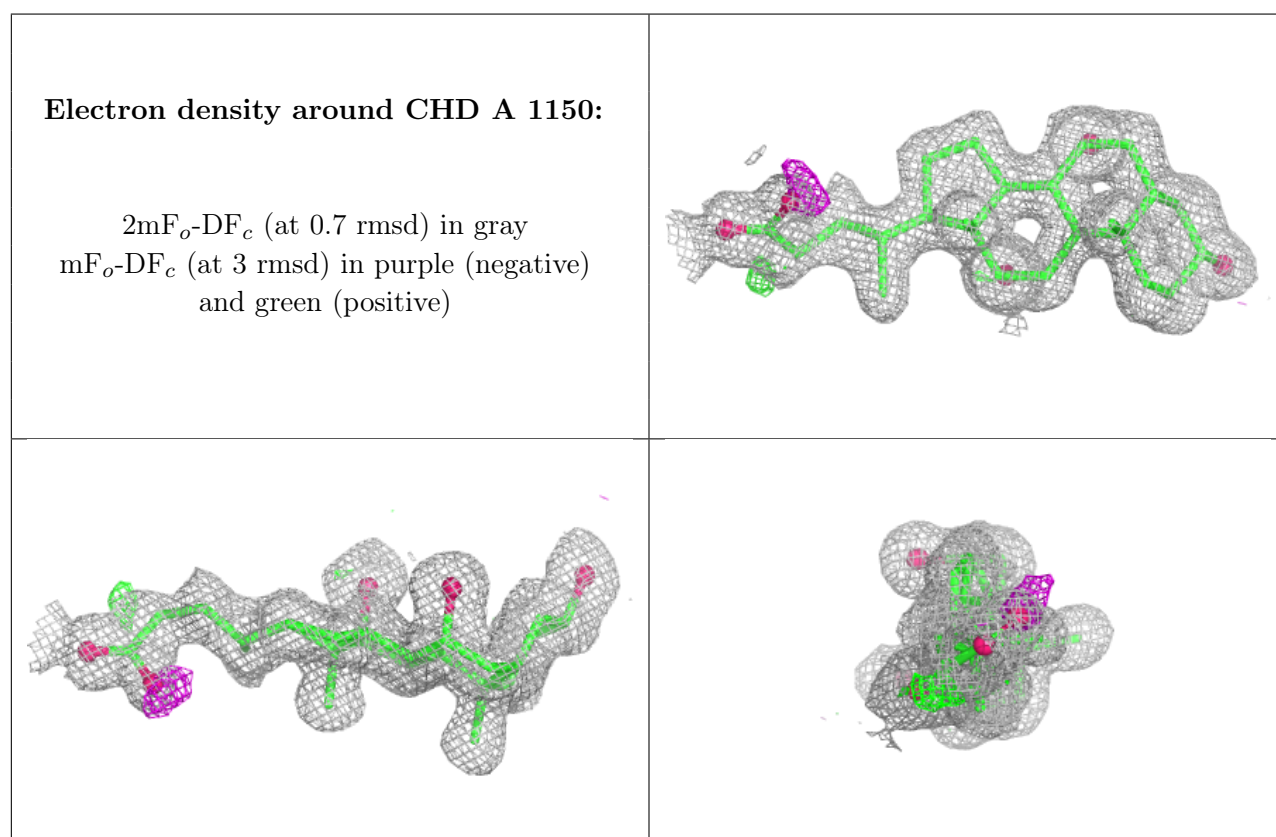 Electron density around CHD A 1150:
2mFo-DFc (at 0.7 rmsd) in gray
mFo-DFc (at 3 rmsd) in purple (negative)
and green (positive)